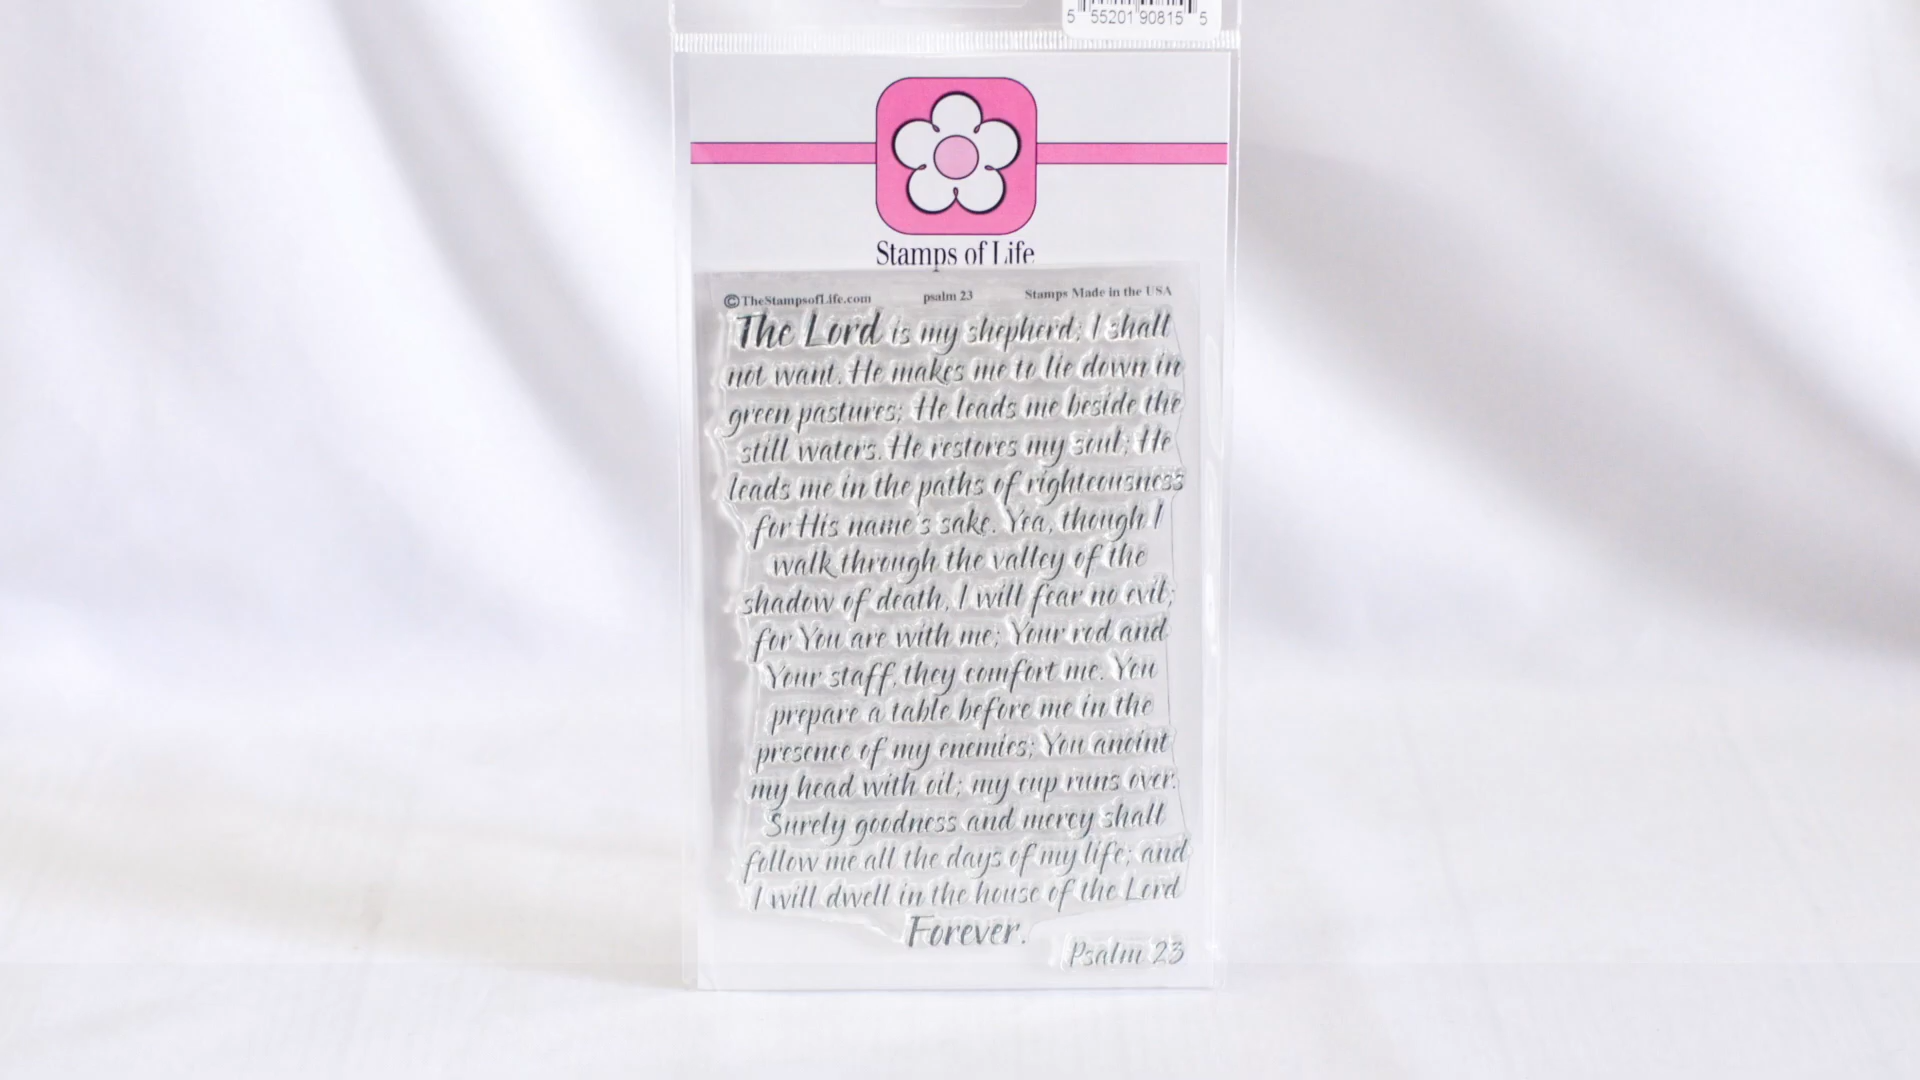 5 55201 90815 5
Stamps of Life
©TheStampsofLife.com psalm 23 Stamps Made in the USA
The Lord is my shepherd; I shall
not want. He makes me to lie down in
green pastures; He leads me beside the
still waters. He restores my soul; He
leads me in the paths of righteousness
for His name's sake. Yea, though I
walk through the valley of the
shadow of death, I will fear no evil;
for You are with me; Your rod and
Your staff, they comfort me. You
prepare a table before me in the
presence of my enemies; You anoint
my head with oil; my cup runs over.
Surely goodness and mercy shall
follow me all the days of my life; and
I will dwell in the house of the Lord
Forever.
Psalm 23